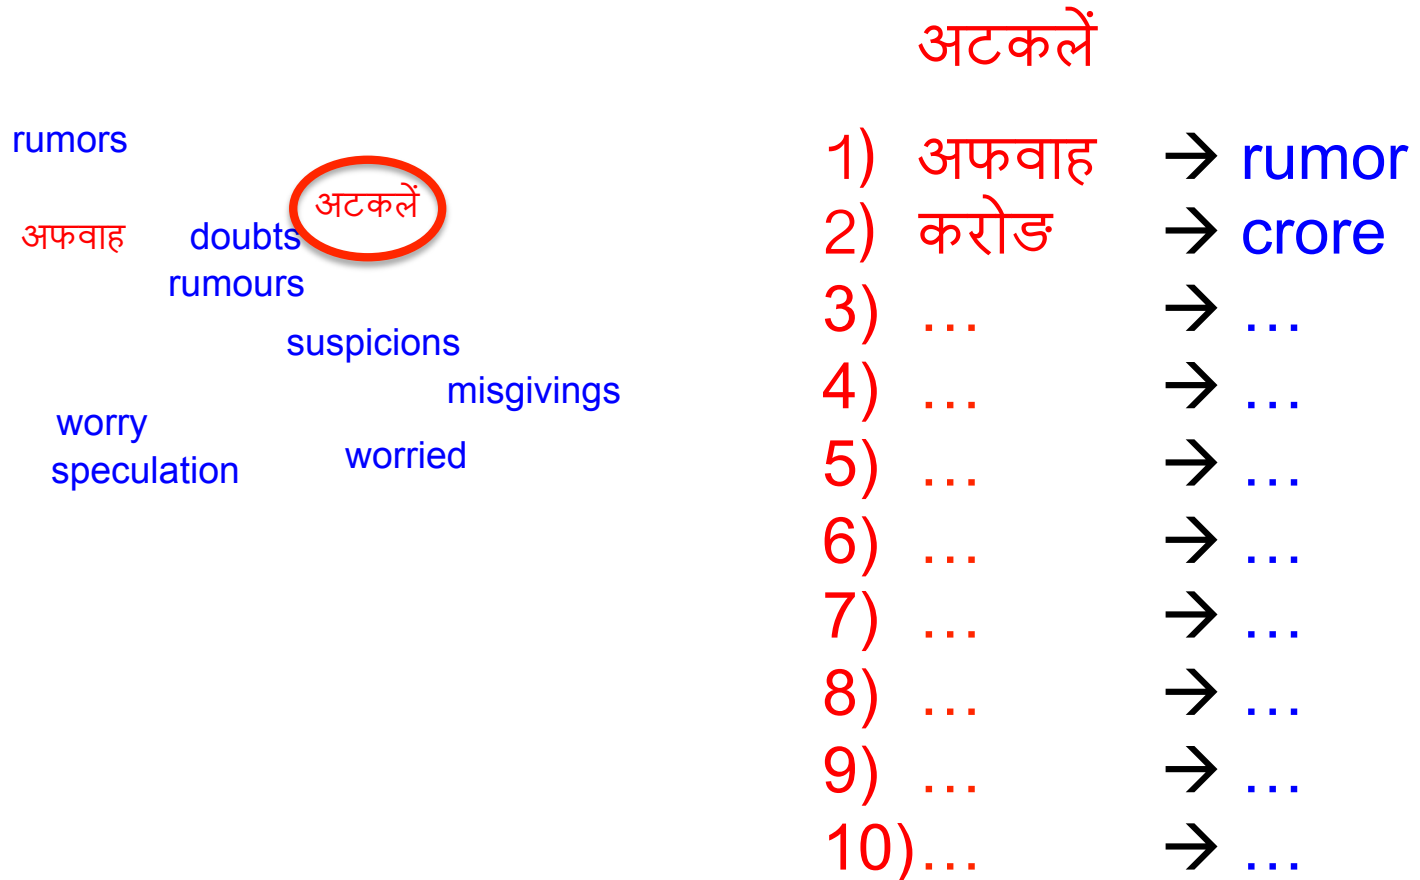 अटकलें
rumors
अटकलें
अफवाह doubts
rumours
suspicions
misgivings
worry
worried
speculation
1) अफवाह → rumor
2) करोङ → crore
3) … → …
4) … → …
5) … → …
6) … → …
7) … → …
8) … → …
9) … → …
10) … → …